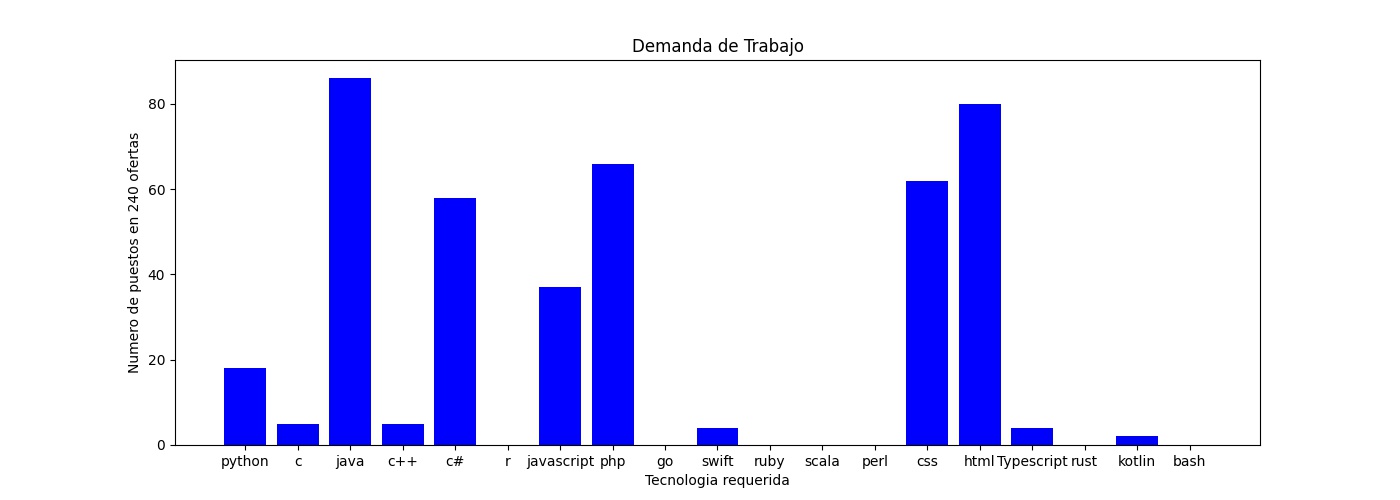 Demanda de Trabajo
Numero de puestos en 240 ofertas
80
60
40
20
0
python c java c++ c# r javascript php go swift ruby scala perl css html Typescript rust kotlin bash
Tecnologia requerida